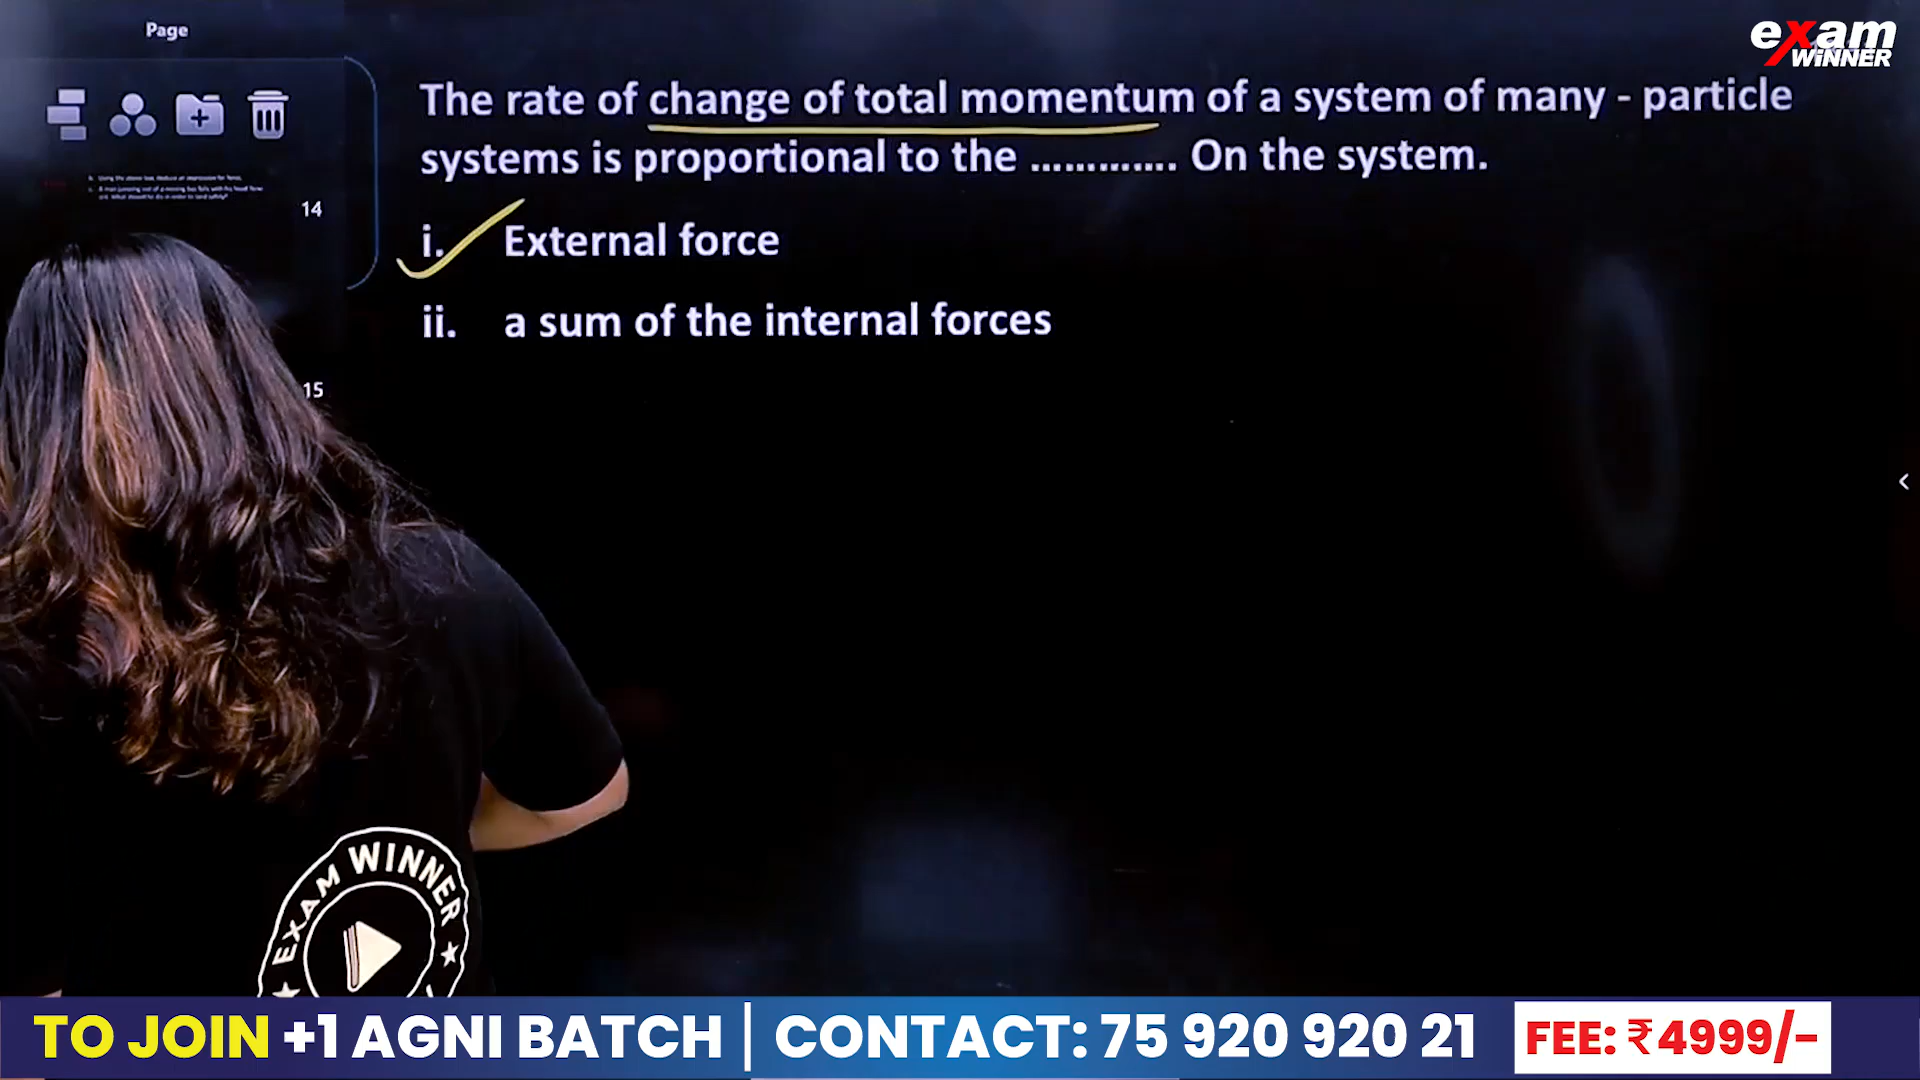 Page
exam
WiNNER
The rate of change of total momentum of a system of many - particle
systems is proportional to the ............. On the system.
14
i. External force
ii. a sum of the internal forces
15
EXAM WINNER
TO JOIN +1 AGNI BATCH | CONTACT: 75 920 920 21 FEE: ₹4999/-